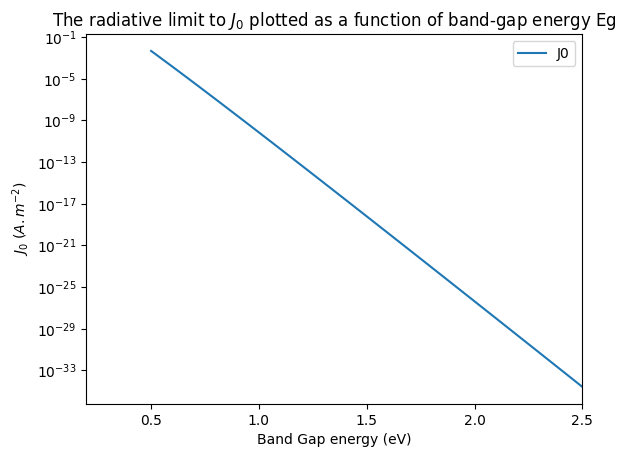 The radiative limit to J₀ plotted as a function of band-gap energy Eg
J0
10⁻¹
10⁻⁵
10⁻⁹
10⁻¹³
10⁻¹⁷
10⁻²¹
10⁻²⁵
10⁻²⁹
10⁻³³
J₀ (A.m⁻²)
0.5 1.0 1.5 2.0 2.5
Band Gap energy (eV)